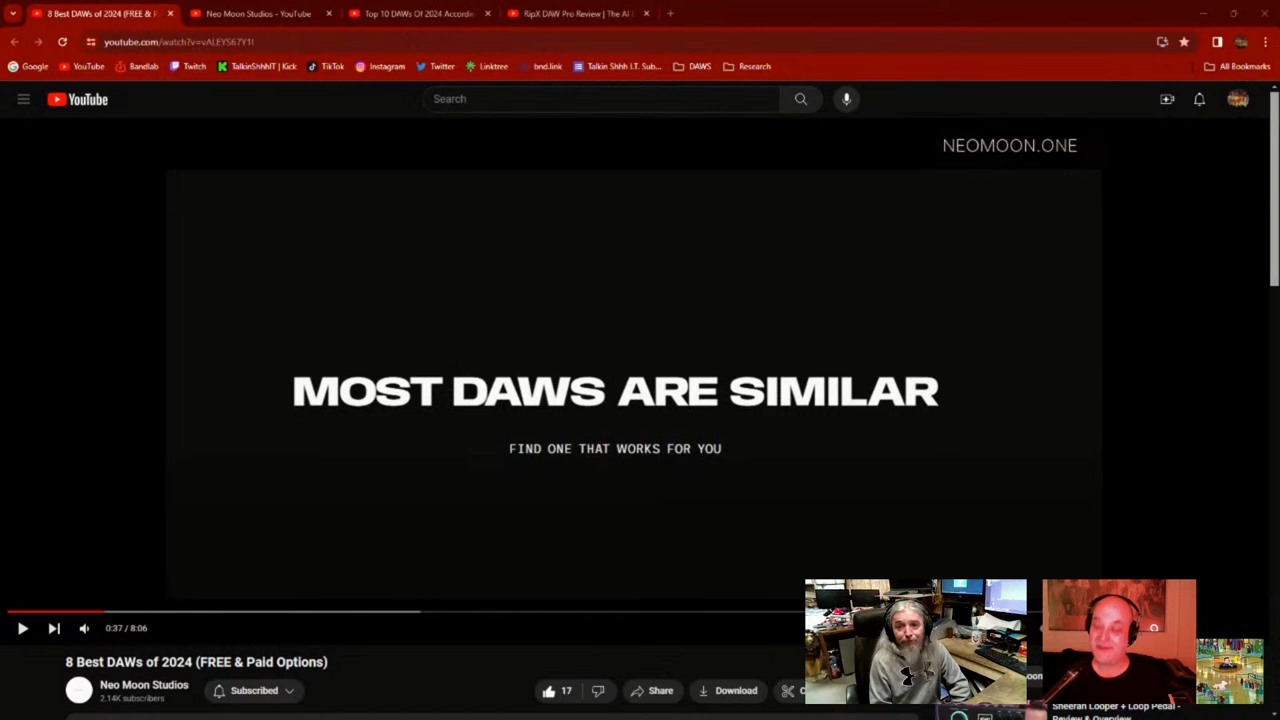 8 Best DAWs of 2024 (FREE & P
Neo Moon Studios - YouTube
Top 10 DAWs Of 2024 Accordin
RipX DAW Pro Review | The AI
youtube.com/watch?v=vALEYS67Y1I
Google
YouTube
Bandlab
Twitch
TalkinShhhIT | Kick
TikTok
Instagram
Twitter
Linktree
bnd.link
Talkin Shhh I.T. Sub...
DAWS
Research
All Bookmarks
YouTube
Search
NEOMOON.ONE
MOST DAWS ARE SIMILAR
FIND ONE THAT WORKS FOR YOU
0:37 / 8:06
8 Best DAWs of 2024 (FREE & Paid Options)
Neo Moon Studios
2.14K subscribers
Subscribed
17
Share
Download
Sheeran Looper + Loop Pedal -
Review & Overview